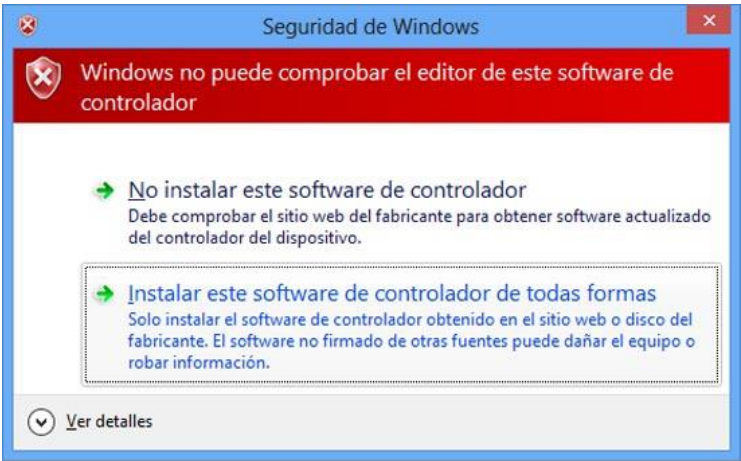 Seguridad de Windows
Windows no puede comprobar el editor de este software de
controlador
No instalar este software de controlador
Debe comprobar el sitio web del fabricante para obtener software actualizado
del controlador del dispositivo.
Instalar este software de controlador de todas formas
Solo instalar el software de controlador obtenido en el sitio web o disco del
fabricante. El software no firmado de otras fuentes puede dañar el equipo o
robar información.
Ver detalles